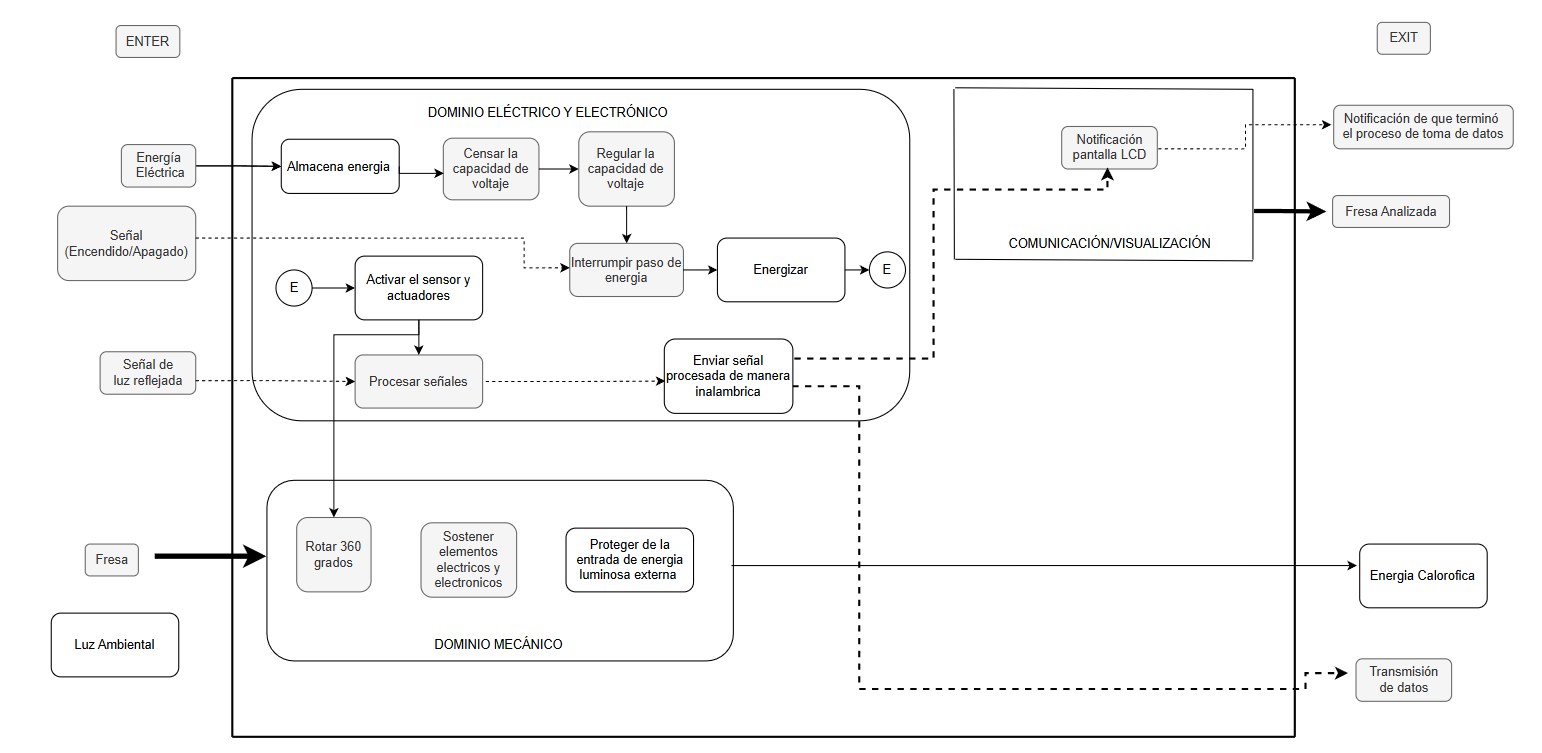 ENTER
EXIT
DOMINIO ELÉCTRICO Y ELECTRÓNICO
Energía
Eléctrica
Almacena energia
Censar la
capacidad de
voltaje
Regular la
capacidad de
voltaje
Notificación
pantalla LCD
Notificación de que terminó
el proceso de toma de datos
Señal
(Encendido/Apagado)
Interrumpir paso de
energia
Energizar
E
COMUNICACIÓN/VISUALIZACIÓN
Fresa Analizada
E
Activar el sensor y
actuadores
Señal de
luz reflejada
Procesar señales
Enviar señal
procesada de manera
inalambrica
Fresa
Rotar 360
grados
Sostener
elementos
electricos y
electronicos
Proteger de la
entrada de energia
luminosa externa
Energia Calorofica
Luz Ambiental
DOMINIO MECÁNICO
Transmisión
de datos